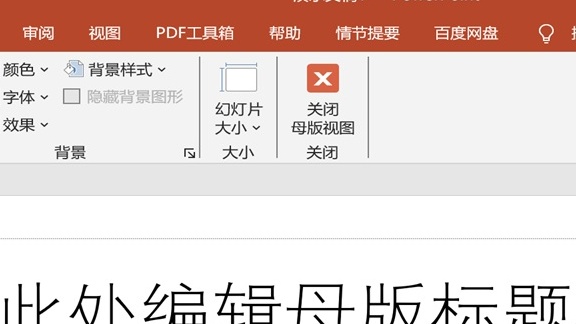 审阅 视图 PDF工具箱 帮助 情节提要 百度网盘
颜色 背景样式
字体 隐藏背景图形
效果
幻灯片
大小
关闭
母版视图
背景 大小 关闭
此处编辑母版标题